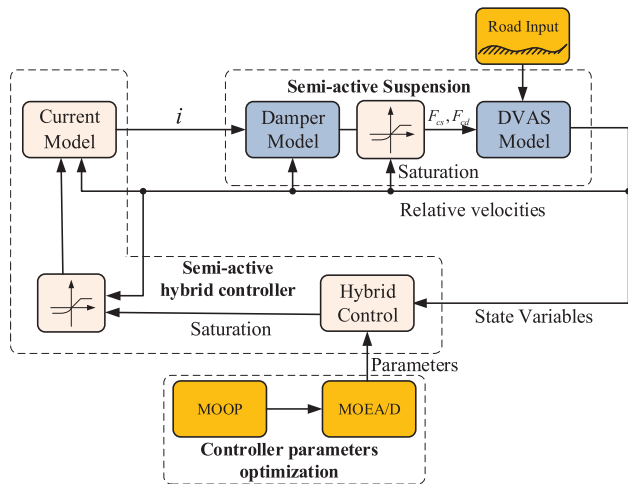 Road Input
Semi-active Suspension
Current
Model
i
Damper
Model
F_cs, F_cd
DVAS
Model
Saturation
Relative velocities
Semi-active
hybrid controller
Hybrid
Control
Saturation
State Variables
Parameters
MOOP
MOEA/D
Controller parameters
optimization